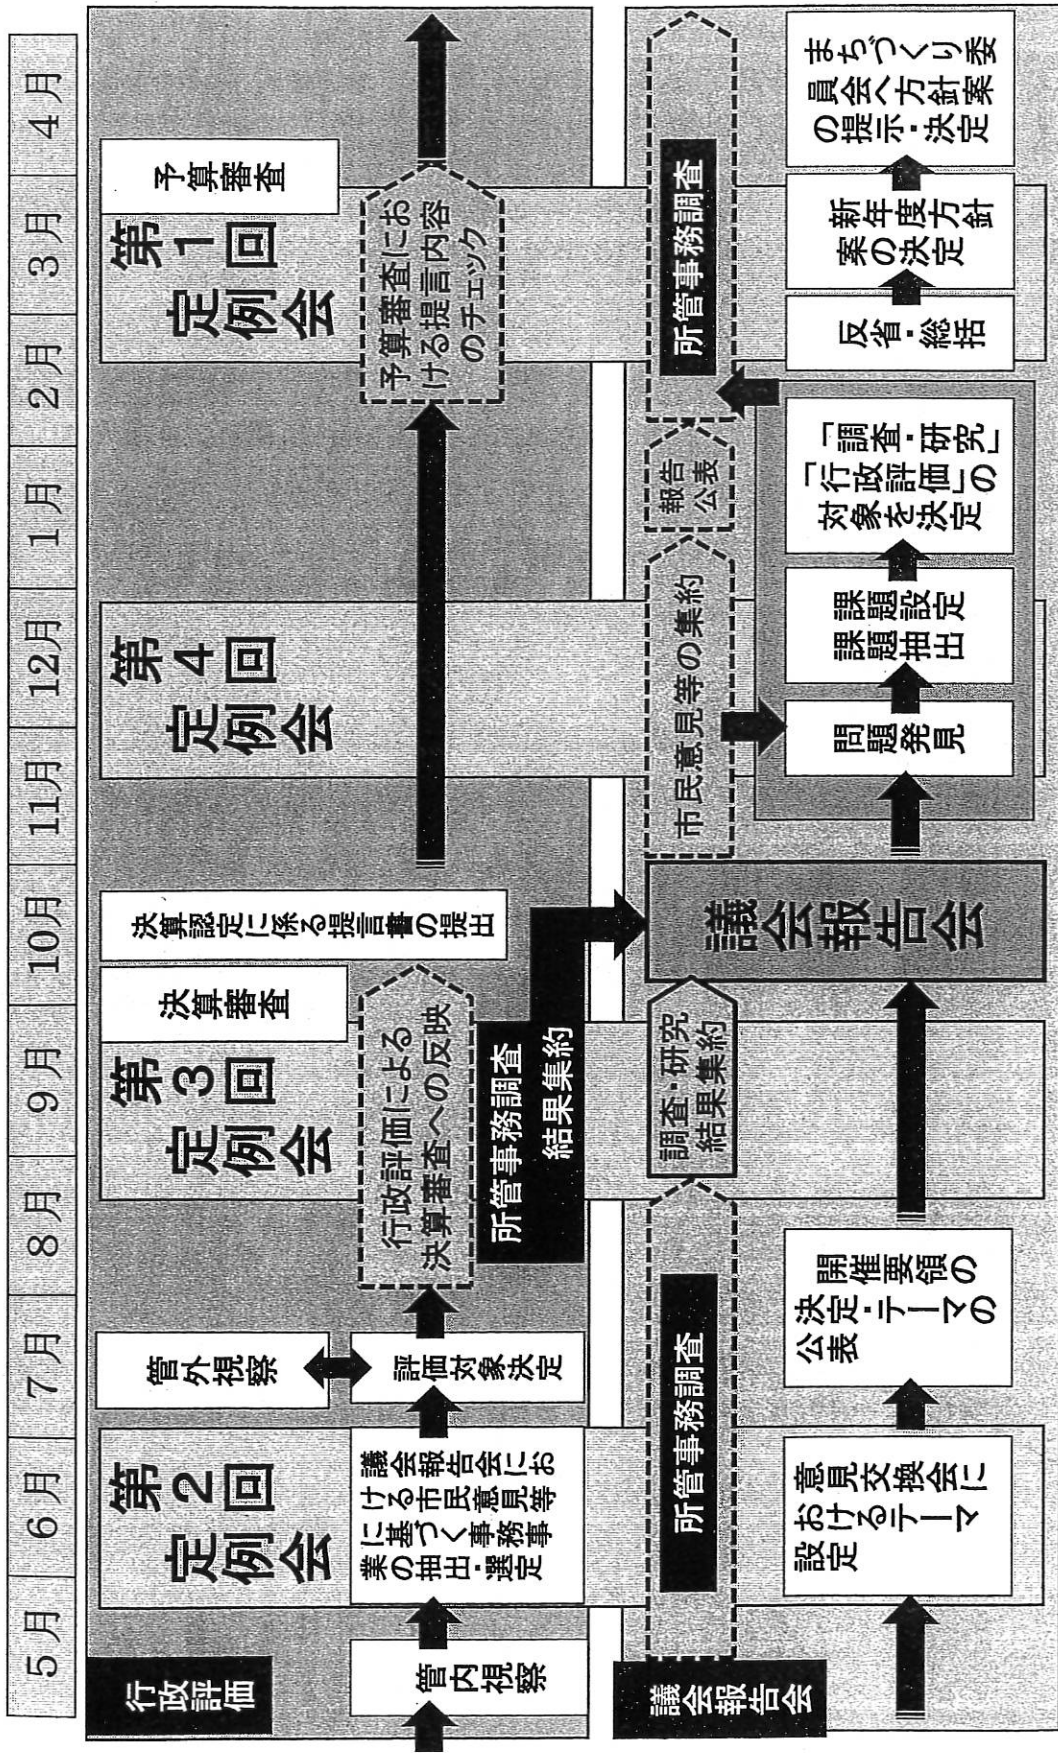 5月
6月
7月
8月
9月
10月
11月
12月
1月
2月
3月
4月
行政評価
第2回
定例会
第3回
定例会
決算審査
決算認定に係る提言書の提出
第4回
定例会
第1回
定例会
予算審査
管内視察
議会報告会にお
ける市民意見等
に基づく事務事
業の抽出・選定
管外視察
評価対象決定
行政評価による
決算審査への反映
所管事務調査
結果集約
予算審査にお
ける提言内容
のチェック
議会報告会
所管事務調査
調査・研究
結果集約
議会報告会
市民意見等の集約
報告
公表
所管事務調査
意見交換会に
おけるテーマ
設定
開催要領の
決定・テーマの
公表
問題発見
課題設定
課題抽出
「調査・研究」
「行政評価」の
対象を決定
反省・総括
新年度方針
案の決定
まちづくり委
員会へ方針案
の提示・決定